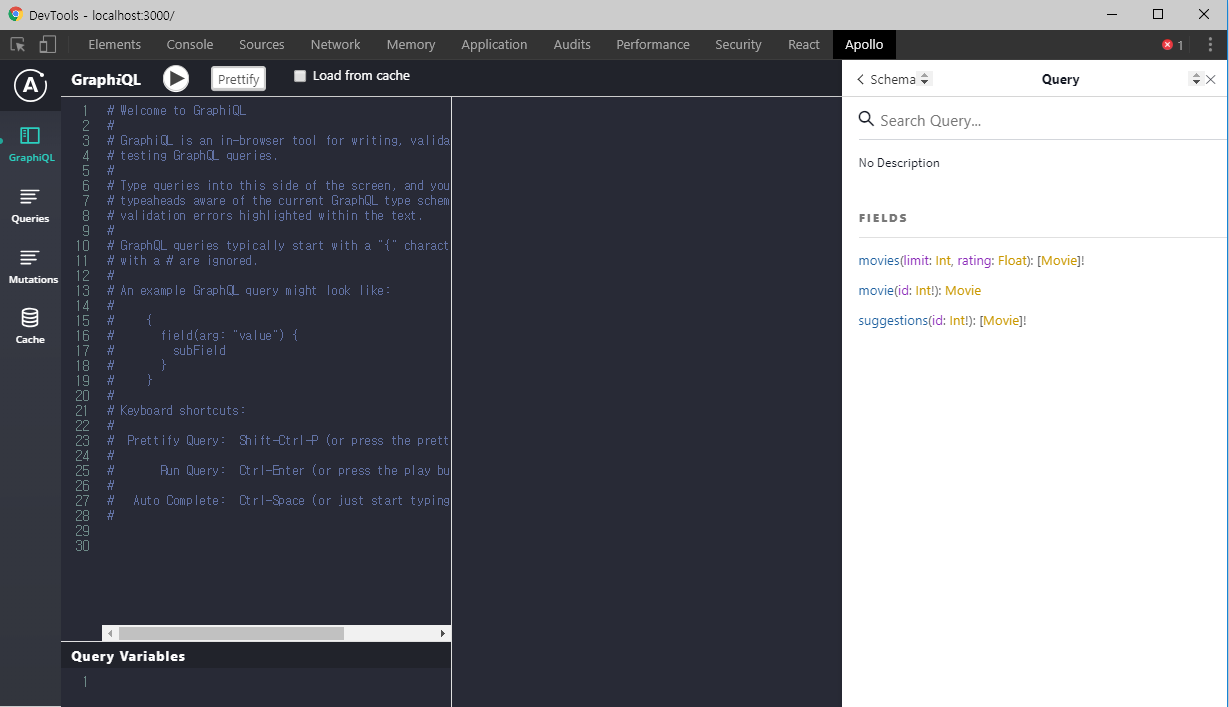 DevTools - localhost:3000/
Elements Console Sources Network Memory Application Audits Performance Security React Apollo 1
A
GraphiQL
Queries
Mutations
Cache
GraphiQL Prettify Load from cache
1 # Welcome to GraphiQL
2 #
3 # GraphiQL is an in-browser tool for writing, valida
4 # testing GraphQL queries.
5 #
6 # Type queries into this side of the screen, and you
7 # typeaheads aware of the current GraphQL type schem
8 # validation errors highlighted within the text.
9 #
10 # GraphQL queries typically start with a "{" charact
11 # with a # are ignored.
12 #
13 # An example GraphQL query might look like:
14 #
15 #     {
16 #       field(arg: "value") {
17 #         subField
18 #       }
19 #     }
20 #
21 # Keyboard shortcuts:
22 #
23 #  Prettify Query:  Shift-Ctrl-P (or press the prett
24 #
25 #       Run Query:  Ctrl-Enter (or press the play bu
26 #
27 #   Auto Complete:  Ctrl-Space (or just start typing
28 #
29
30
Query Variables
1
Schema Query
Search Query...
No Description
FIELDS
movies(limit: Int, rating: Float): [Movie]!
movie(id: Int!): Movie
suggestions(id: Int!): [Movie]!